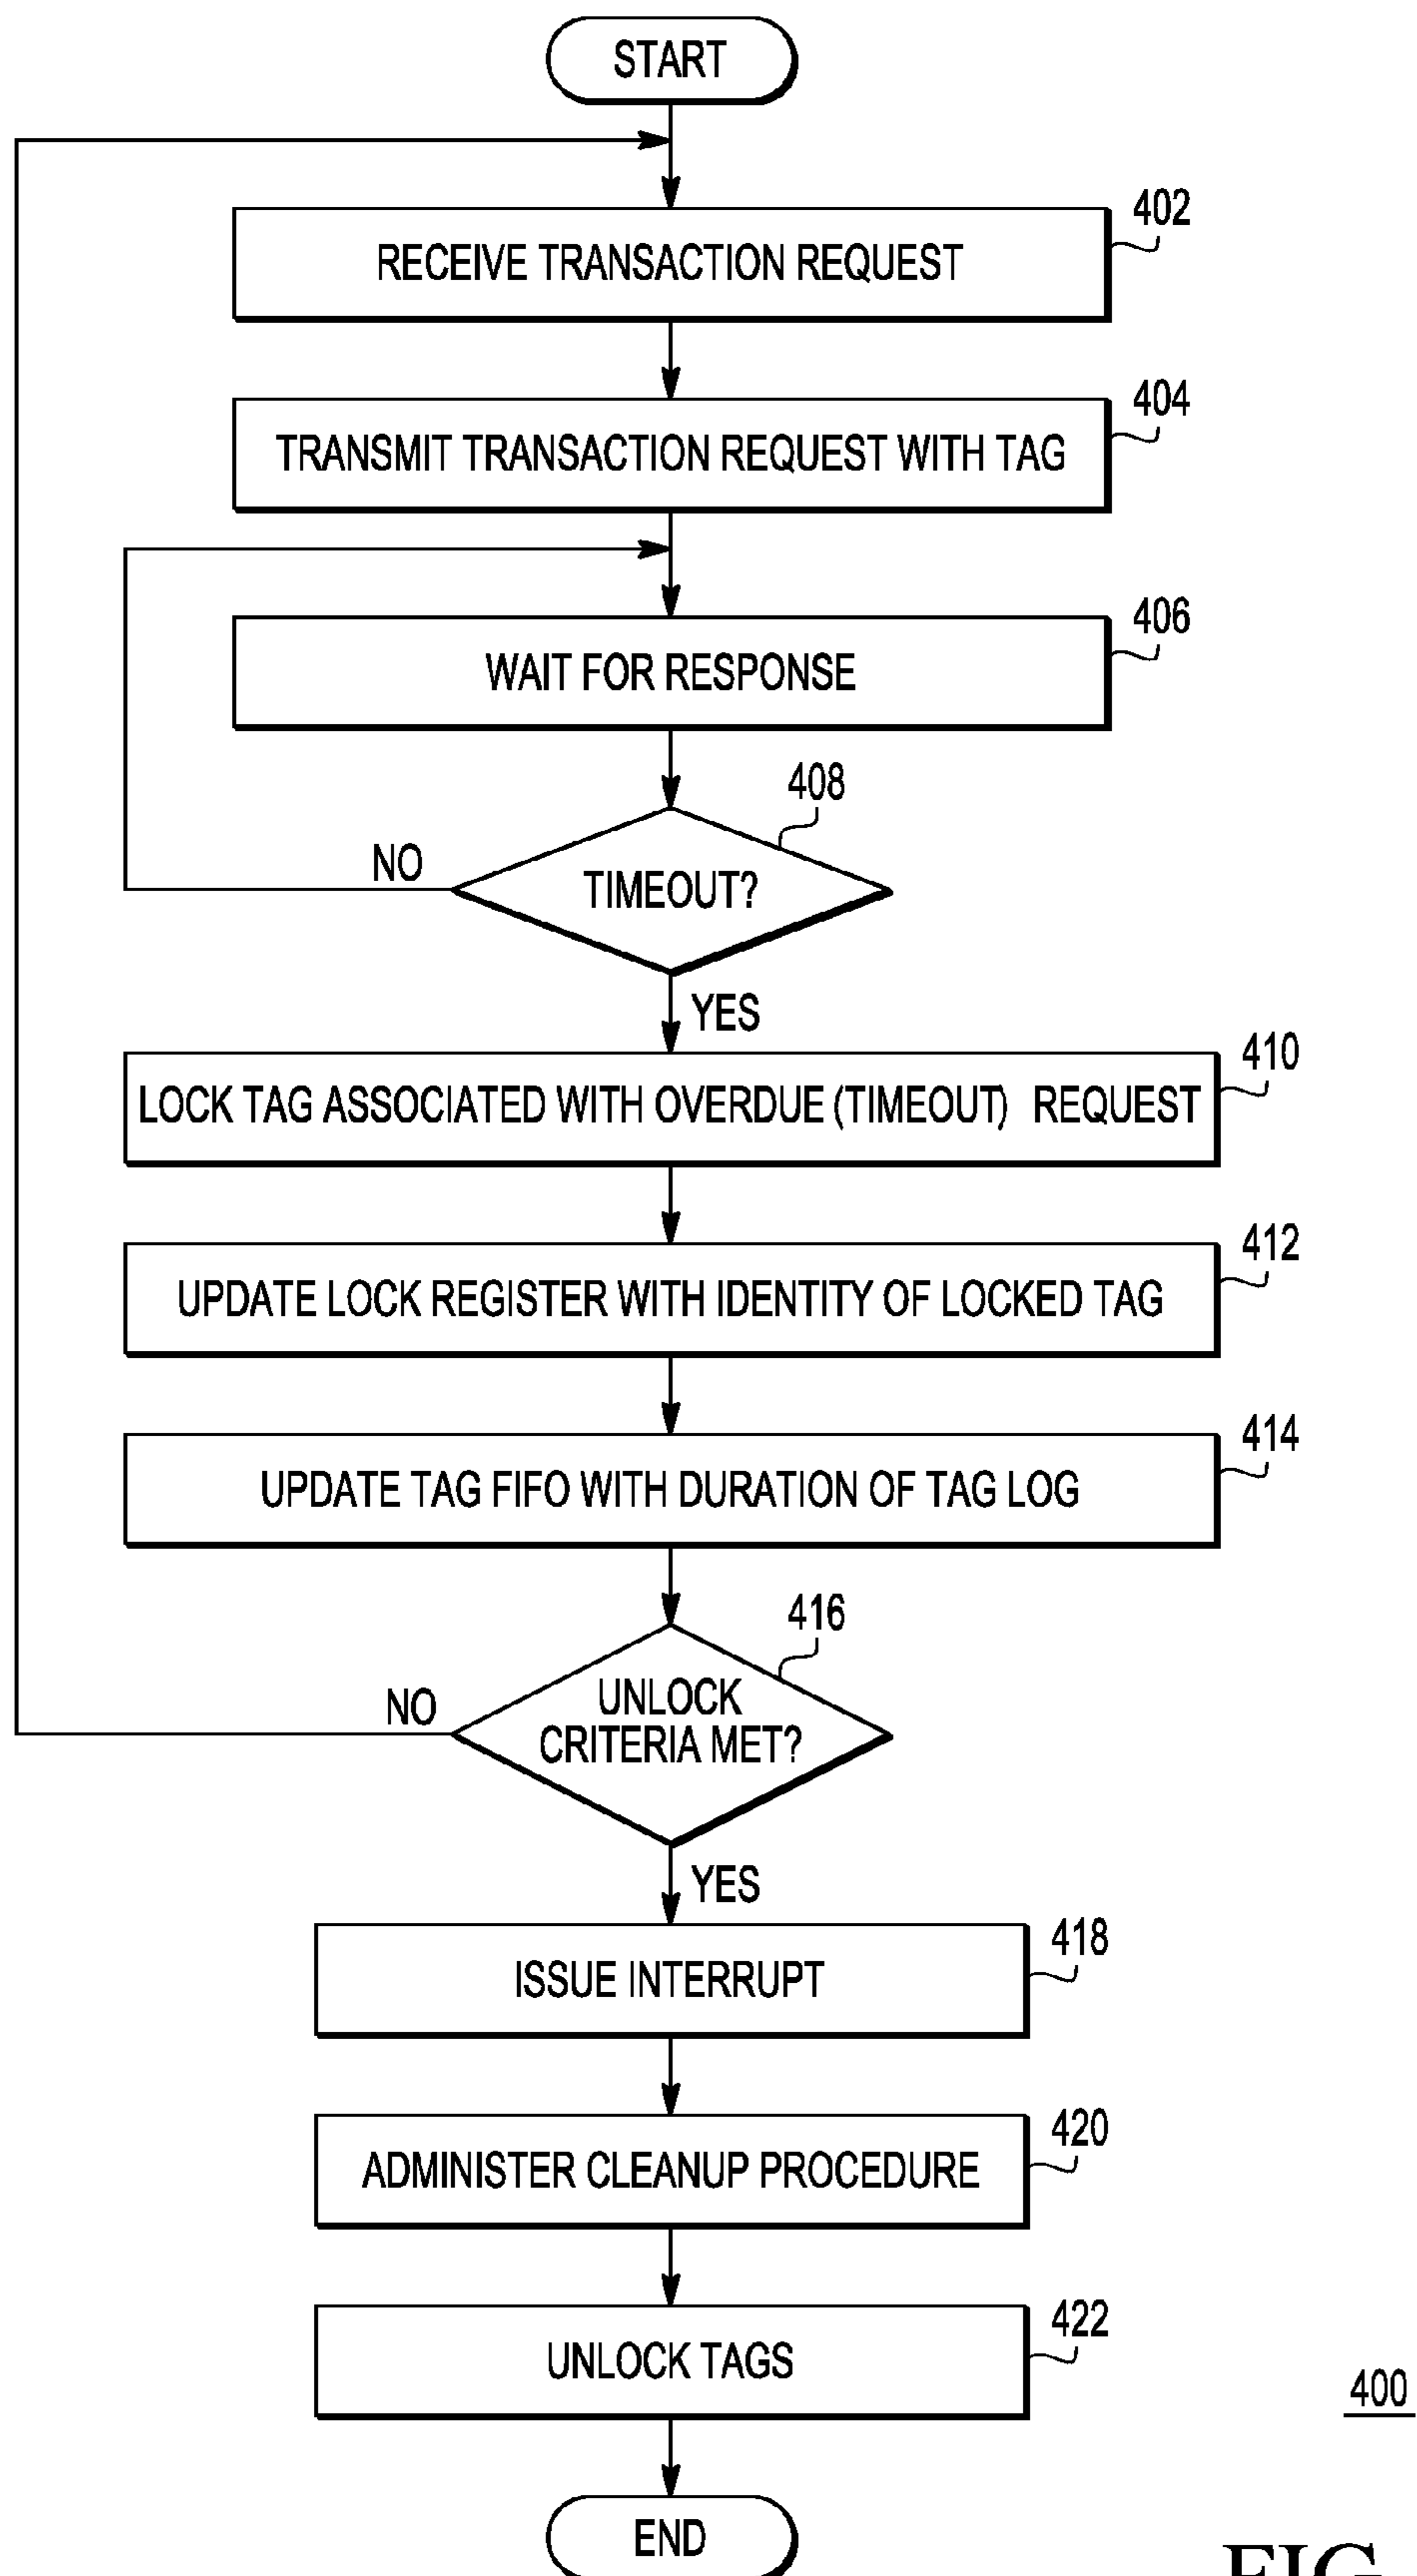 START
402
RECEIVE TRANSACTION REQUEST
404
TRANSMIT TRANSACTION REQUEST WITH TAG
406
WAIT FOR RESPONSE
408
NO
TIMEOUT?
YES
410
LOCK TAG ASSOCIATED WITH OVERDUE (TIMEOUT) REQUEST
412
UPDATE LOCK REGISTER WITH IDENTITY OF LOCKED TAG
414
UPDATE TAG FIFO WITH DURATION OF TAG LOG
416
NO
UNLOCK
CRITERIA MET?
YES
418
ISSUE INTERRUPT
420
ADMINISTER CLEANUP PROCEDURE
422
UNLOCK TAGS
400
END
FIG